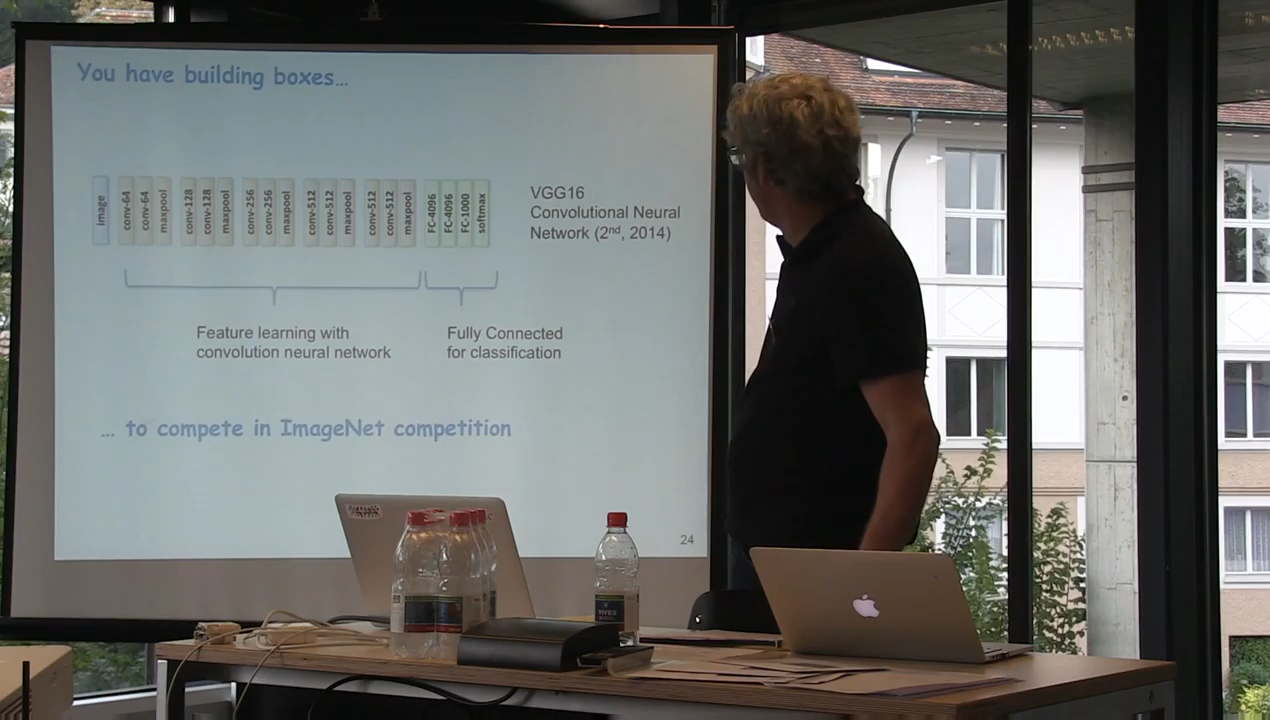 You have building boxes...
image
conv-64
conv-64
maxpool
conv-128
conv-128
maxpool
conv-256
conv-256
maxpool
conv-512
conv-512
maxpool
conv-512
conv-512
maxpool
FC-4096
FC-4096
FC-1000
softmax
VGG16
Convolutional Neural
Network (2nd, 2014)
Feature learning with
convolution neural network
Fully Connected
for classification
... to compete in ImageNet competition
24